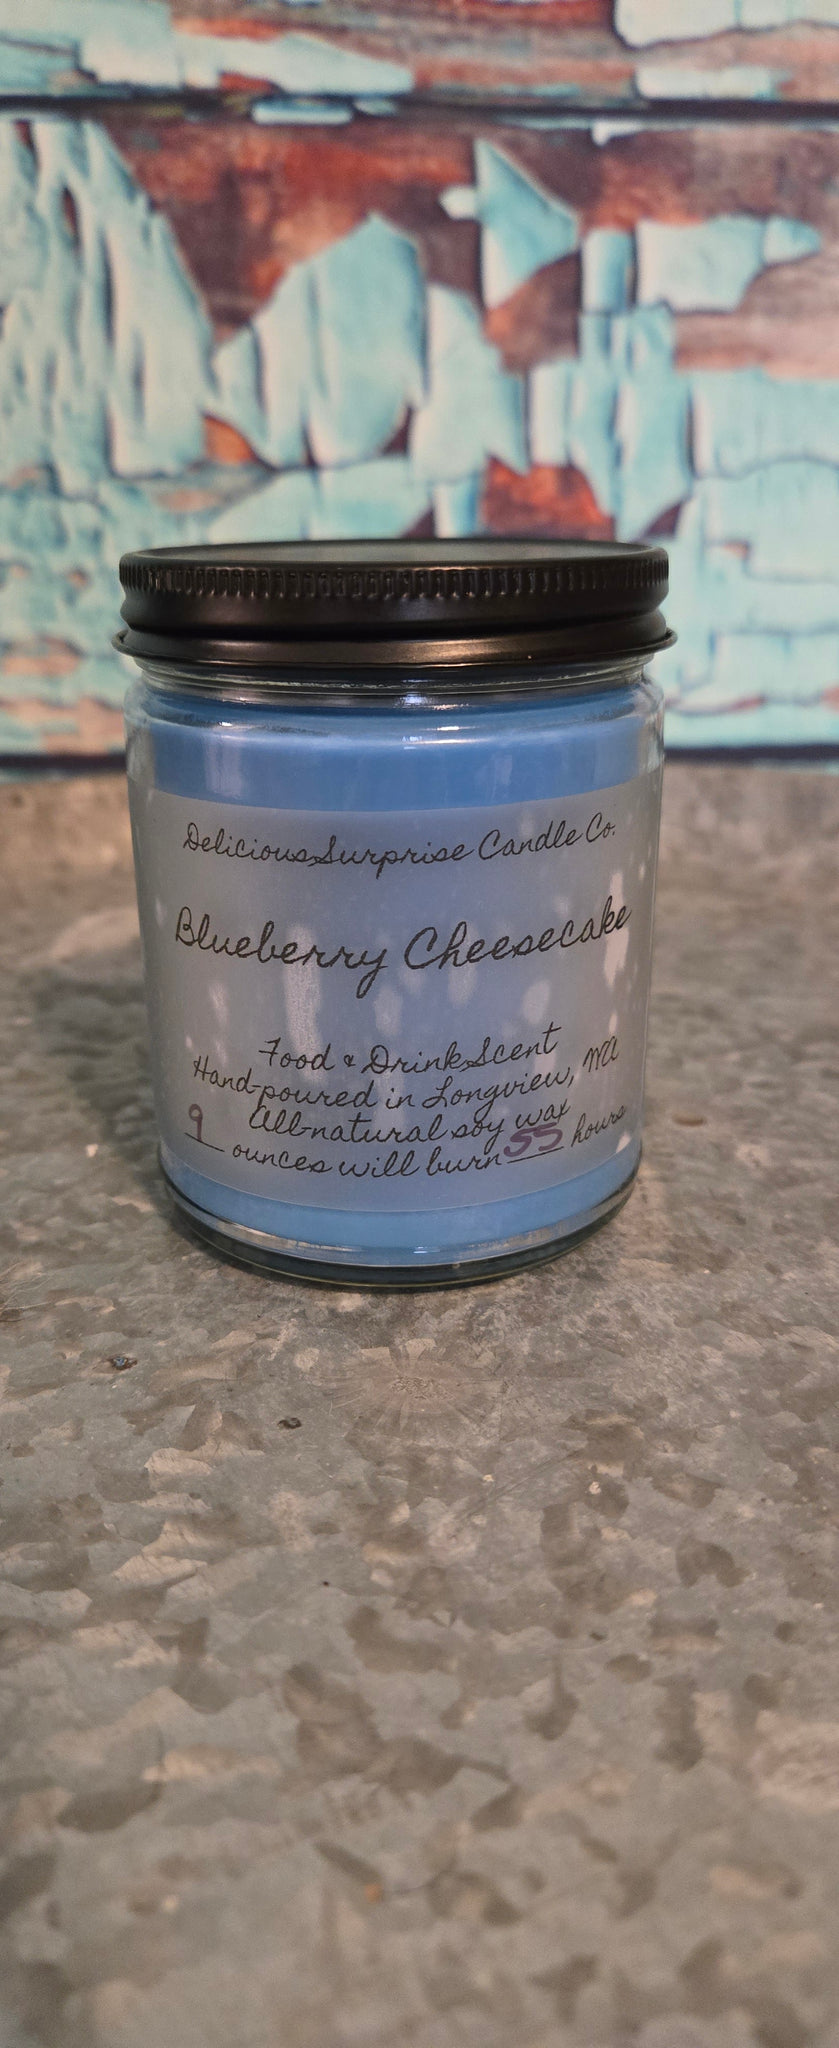 Delicious Surprise Candle Co.
Blueberry Cheesecake
Food & Drink Scent
Hand-poured in Longview, WA
All-natural soy wax
9 ounces will burn 55 hours